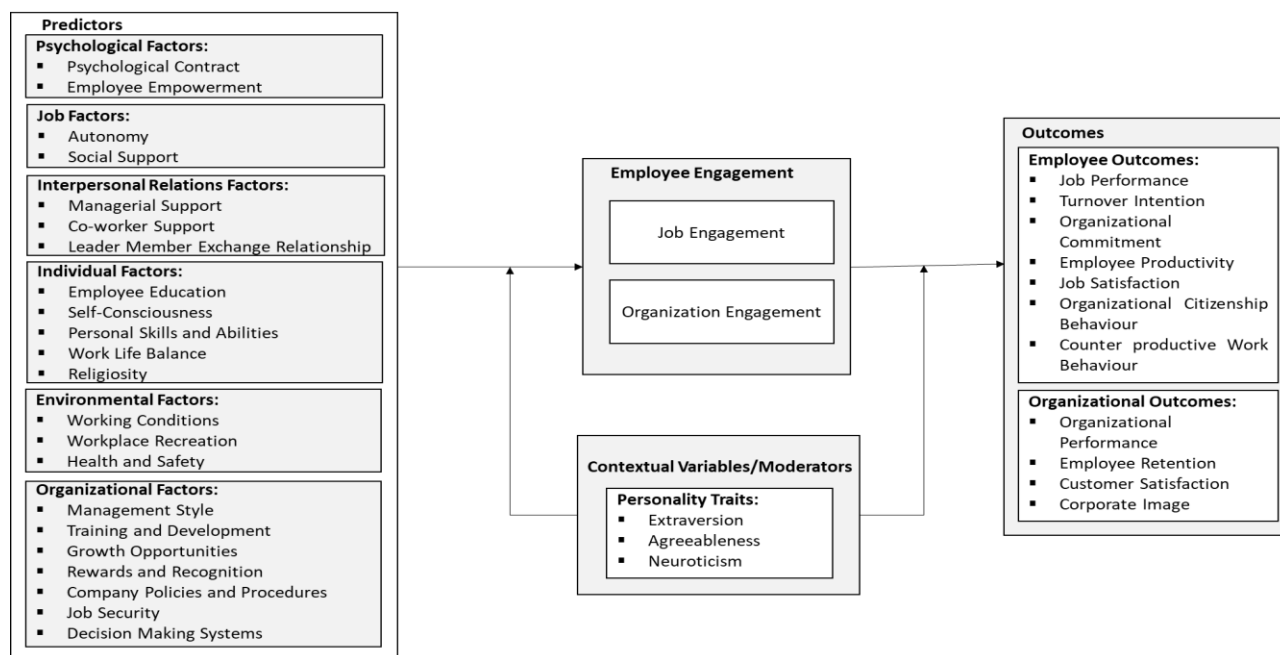 Predictors
Psychological Factors:
▪ Psychological Contract
▪ Employee Empowerment
Job Factors:
▪ Autonomy
▪ Social Support
Interpersonal Relations Factors:
▪ Managerial Support
▪ Co-worker Support
▪ Leader Member Exchange Relationship
Individual Factors:
▪ Employee Education
▪ Self-Consciousness
▪ Personal Skills and Abilities
▪ Work Life Balance
▪ Religiosity
Environmental Factors:
▪ Working Conditions
▪ Workplace Recreation
▪ Health and Safety
Organizational Factors:
▪ Management Style
▪ Training and Development
▪ Growth Opportunities
▪ Rewards and Recognition
▪ Company Policies and Procedures
▪ Job Security
▪ Decision Making Systems
Employee Engagement
Job Engagement
Organization Engagement
Contextual Variables/Moderators
Personality Traits:
▪ Extraversion
▪ Agreeableness
▪ Neuroticism
Outcomes
Employee Outcomes:
▪ Job Performance
▪ Turnover Intention
▪ Organizational
Commitment
▪ Employee Productivity
▪ Job Satisfaction
▪ Organizational Citizenship
Behaviour
▪ Counter productive Work
Behaviour
Organizational Outcomes:
▪ Organizational
Performance
▪ Employee Retention
▪ Customer Satisfaction
▪ Corporate Image